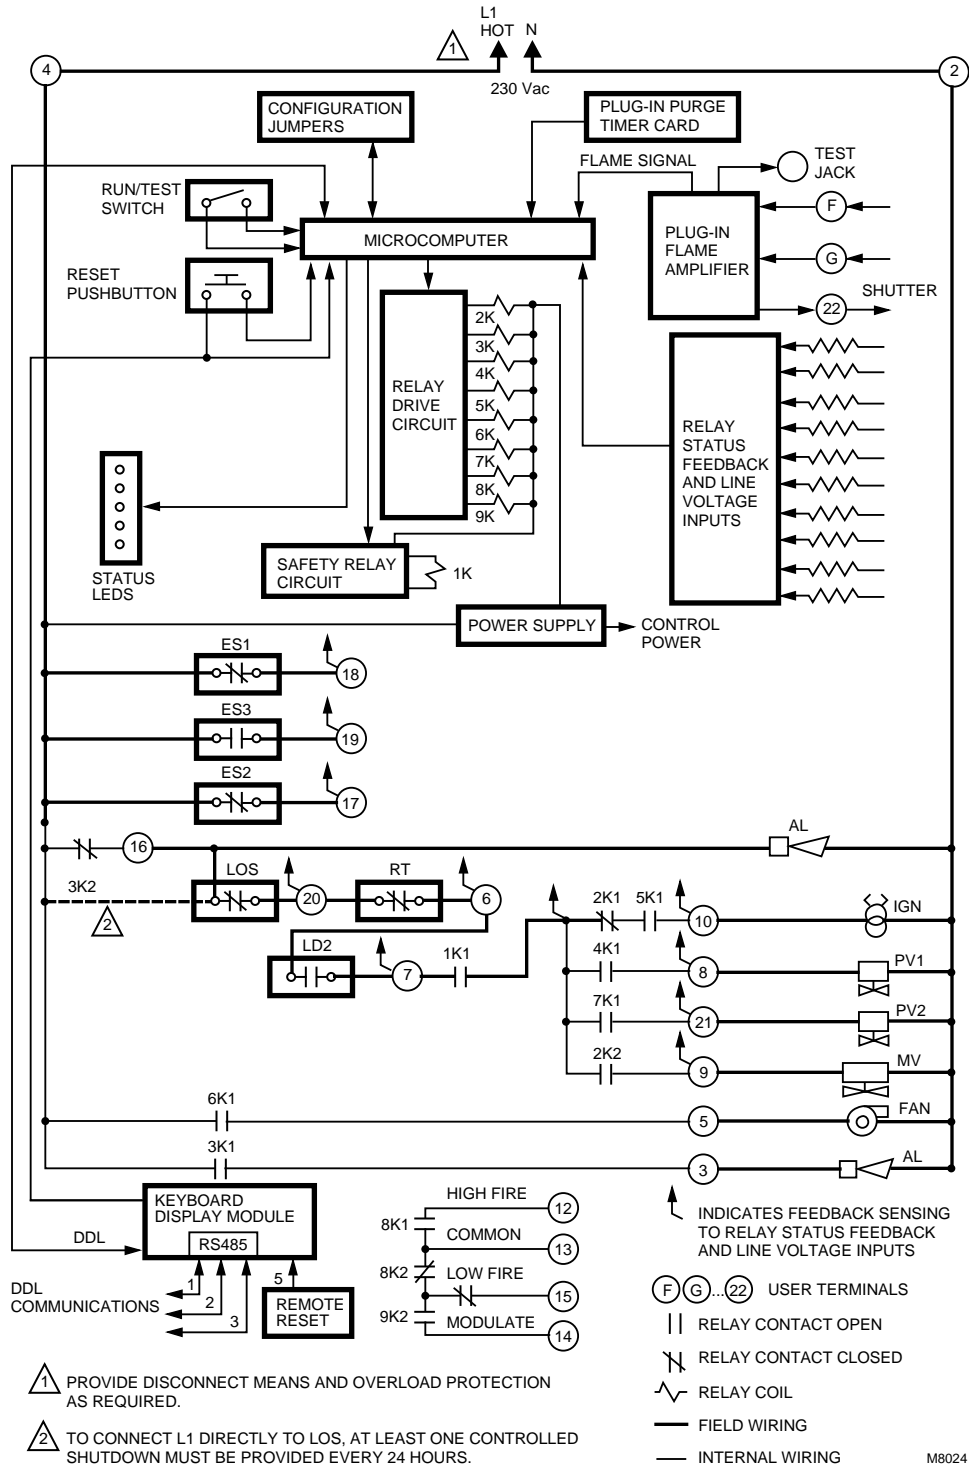 L1
HOT N
1
4
2
230 Vac
CONFIGURATION
JUMPERS
PLUG-IN PURGE
TIMER CARD
FLAME SIGNAL
TEST
JACK
RUN/TEST
SWITCH
MICROCOMPUTER
PLUG-IN
FLAME
AMPLIFIER
F
G
22
SHUTTER
RESET
PUSHBUTTON
RELAY
DRIVE
CIRCUIT
2K
3K
4K
5K
6K
7K
8K
9K
RELAY
STATUS
FEEDBACK
AND LINE
VOLTAGE
INPUTS
STATUS
LEDS
SAFETY RELAY
CIRCUIT
1K
POWER SUPPLY
CONTROL
POWER
ES1
18
ES3
19
ES2
17
16
AL
3K2
2
LOS
20
RT
6
LD2
7
1K1
2K1
5K1
10
IGN
4K1
8
PV1
7K1
21
PV2
2K2
9
MV
6K1
5
FAN
3K1
3
AL
KEYBOARD
DISPLAY MODULE
RS485
DDL
DDL
COMMUNICATIONS
1
2
3
5
REMOTE
RESET
HIGH FIRE
12
8K1
COMMON
13
8K2
LOW FIRE
15
9K2
MODULATE
14
INDICATES FEEDBACK SENSING
TO RELAY STATUS FEEDBACK
AND LINE VOLTAGE INPUTS
F G...22 USER TERMINALS
RELAY CONTACT OPEN
RELAY CONTACT CLOSED
RELAY COIL
FIELD WIRING
INTERNAL WIRING
1 PROVIDE DISCONNECT MEANS AND OVERLOAD PROTECTION
AS REQUIRED.
2 TO CONNECT L1 DIRECTLY TO LOS, AT LEAST ONE CONTROLLED
SHUTDOWN MUST BE PROVIDED EVERY 24 HOURS.
M8024